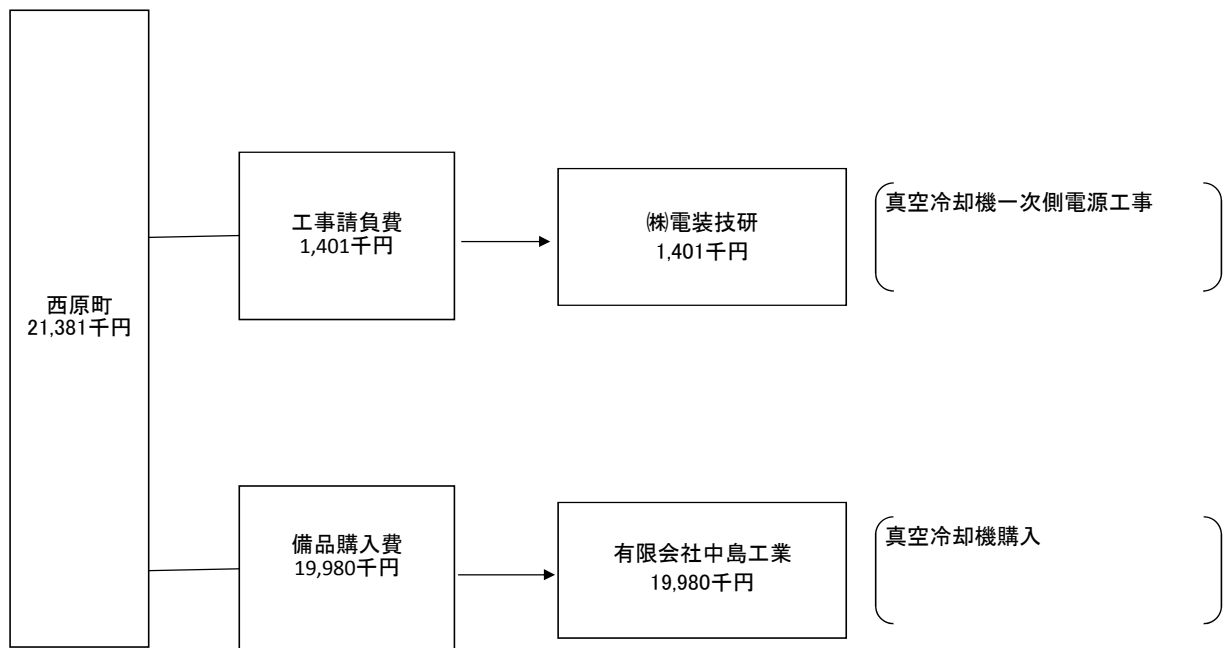 西原町
21,381千円
工事請負費
1,401千円
㈱電装技研
1,401千円
真空冷却機一次側電源工事
備品購入費
19,980千円
有限会社中島工業
19,980千円
真空冷却機購入